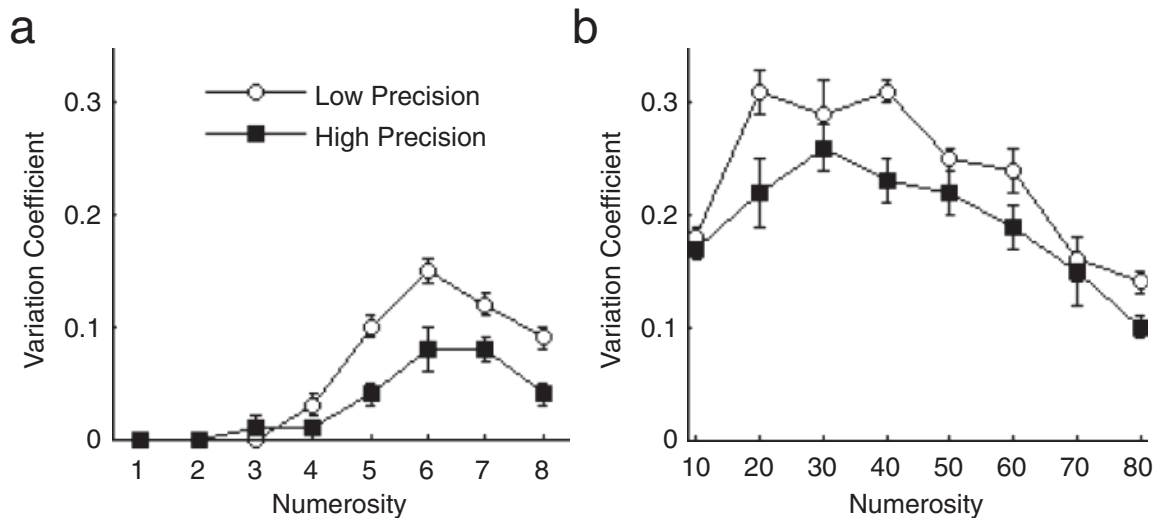 a
Variation Coefficient
0.3
0.2
0.1
0
Low Precision
High Precision
1 2 3 4 5 6 7 8
Numerosity
b
Variation Coefficient
0.3
0.2
0.1
0
10 20 30 40 50 60 70 80
Numerosity